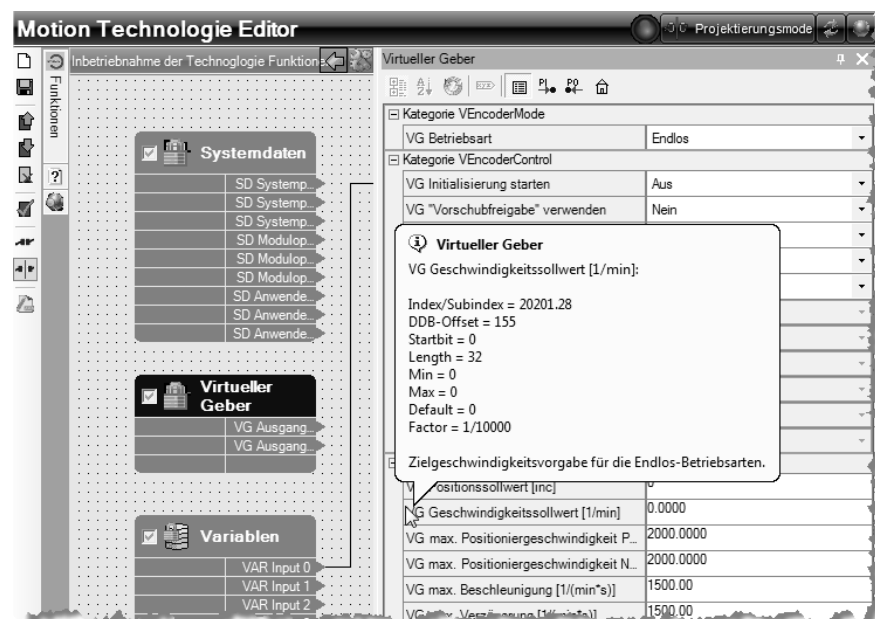 Motion Technologie Editor
Projektierungsmode
Inbetriebnahme der Technoglogie Funktion
Funktionen
Systemdaten
SD Systemp...
SD Systemp...
SD Systemp...
SD Modulop...
SD Modulop...
SD Modulop...
SD Anwende...
SD Anwende...
SD Anwende...
Virtueller
Geber
VG Ausgang...
VG Ausgang...
Variablen
VAR Input 0
VAR Input 1
VAR Input 2
Virtueller Geber
Kategorie VEncoderMode
VG Betriebsart Endlos
Kategorie VEncoderControl
VG Initialisierung starten Aus
VG "Vorschubfreigabe" verwenden Nein
Virtueller Geber
VG Geschwindigkeitssollwert [1/min]:
Index/Subindex = 20201.28
DDB-Offset = 155
Startbit = 0
Length = 32
Min = 0
Max = 0
Default = 0
Factor = 1/10000
Zielgeschwindigkeitsvorgabe für die Endlos-Betriebsarten.
ositionssollwert [inc] 0
VG Geschwindigkeitssollwert [1/min] 0.0000
VG max. Positioniergeschwindigkeit P... 2000.0000
VG max. Positioniergeschwindigkeit N... 2000.0000
VG max. Beschleunigung [1/(min*s)] 1500.00
1500.00